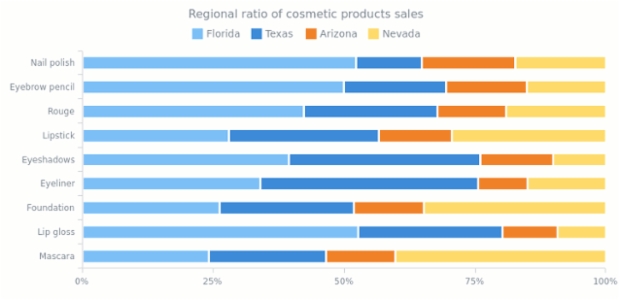 Regional ratio of cosmetic products sales
Florida Texas Arizona Nevada
Nail polish
Eyebrow pencil
Rouge
Lipstick
Eyeshadows
Eyeliner
Foundation
Lip gloss
Mascara
0% 25% 50% 75% 100%